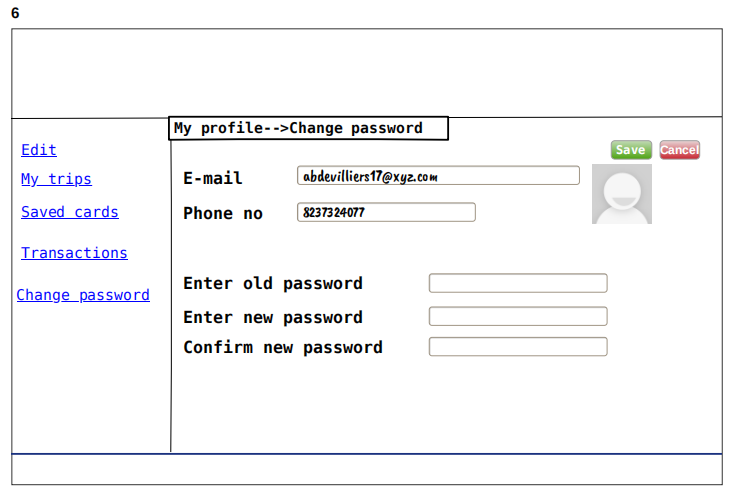 6
My profile-->Change password
Edit
Save
Cancel
My trips
E-mail
abdevilliers17@xyz.com
Saved cards
Phone no
8237324077
Transactions
Enter old password
Change password
Enter new password
Confirm new password